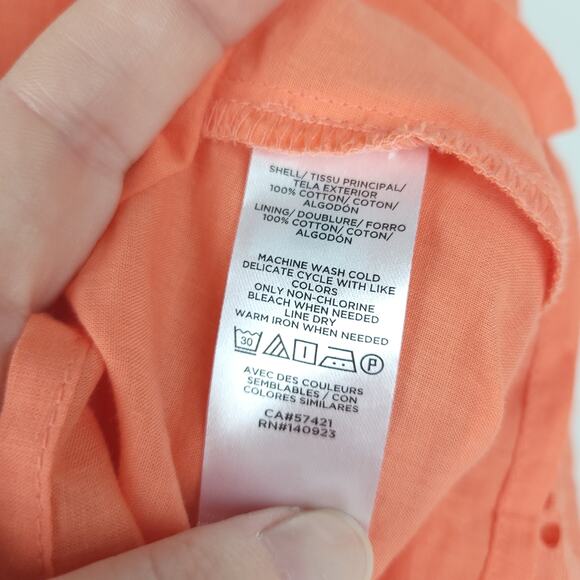 SHELL/ TISSU PRINCIPAL/
TELA EXTERIOR
100% COTTON/ COTON/
ALGODÓN
LINING/ DOUBLURE/ FORRO
100% COTTON/ COTON/
ALGODÓN
MACHINE WASH COLD
DELICATE CYCLE WITH LIKE
COLORS
ONLY NON-CHLORINE
BLEACH WHEN NEEDED
LINE DRY
WARM IRON WHEN NEEDED
30 P
AVEC DES COULEURS
SEMBLABLES / CON
COLORES SIMILARES
CA#57421
RN#140923